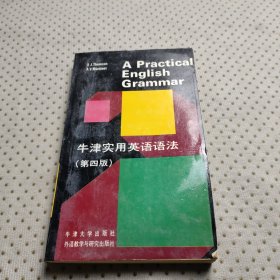 A J Thomson
A V Martinet
A Practical
English
Grammar
牛津实用英语语法
(第四版)
牛津大学出版社
外语教学与研究出版社